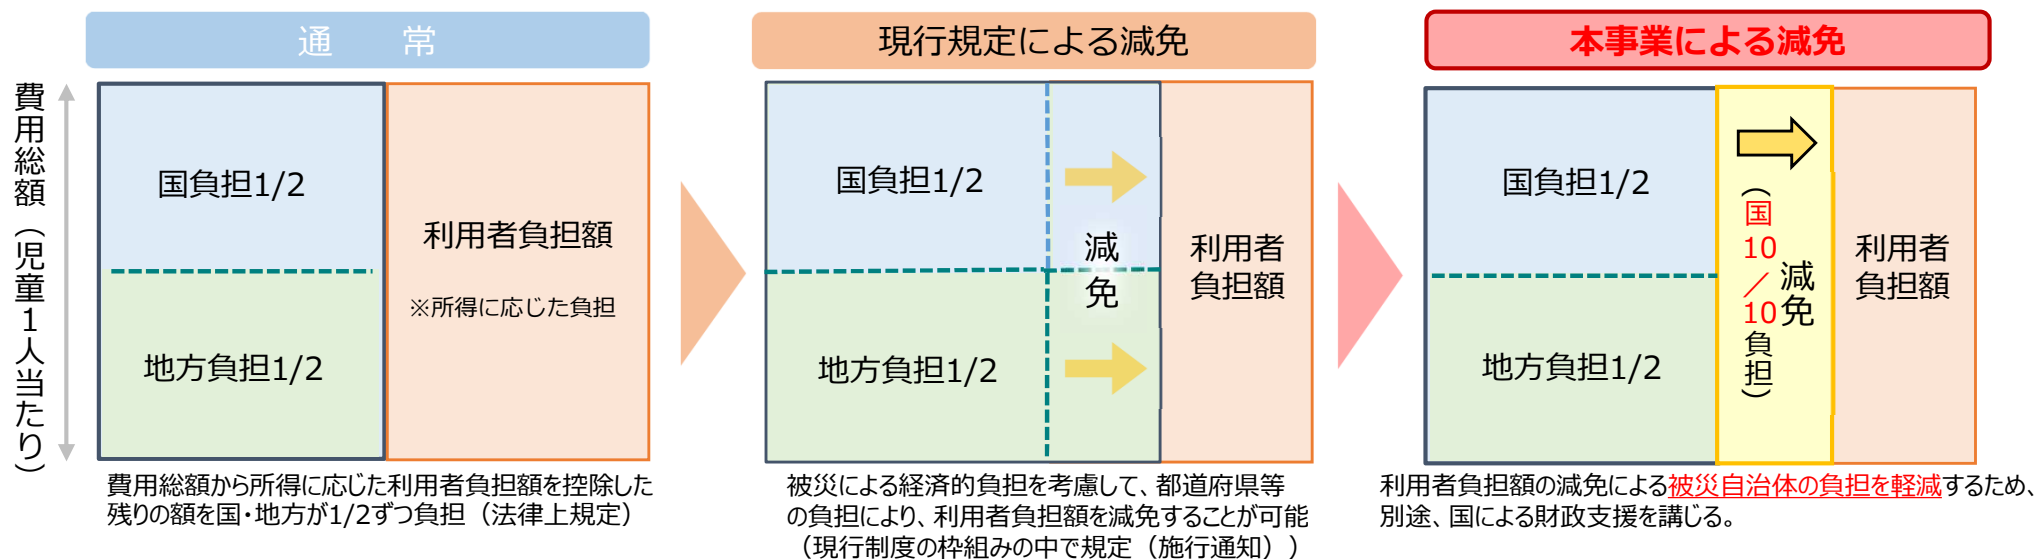 通　常
費用総額（児童１人当たり）
国負担1/2
地方負担1/2
利用者負担額
※所得に応じた負担
費用総額から所得に応じた利用者負担額を控除した
残りの額を国・地方が1/2ずつ負担（法律上規定）
現行規定による減免
国負担1/2
地方負担1/2
減免
利用者
負担額
被災による経済的負担を考慮して、都道府県等
の負担により、利用者負担額を減免することが可能
（現行制度の枠組みの中で規定（施行通知））
本事業による減免
国負担1/2
地方負担1/2
減免
（国10／10負担）
利用者
負担額
利用者負担額の減免による被災自治体の負担を軽減するため、
別途、国による財政支援を講じる。